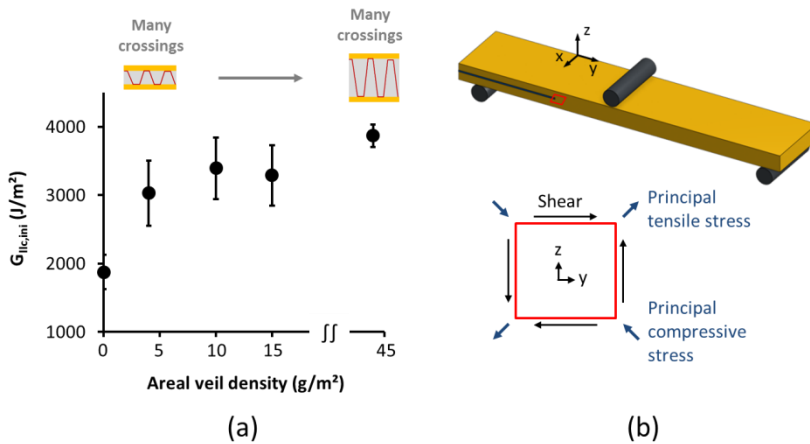 (a)
Many
crossings
Many
crossings
G_IIc,ini (J/m²)
4000
3000
2000
1000
0
5
10
15
∫∫
45
Areal veil density (g/m²)
(b)
z
x
y
Shear
Principal
tensile stress
z
y
Principal
compressive
stress